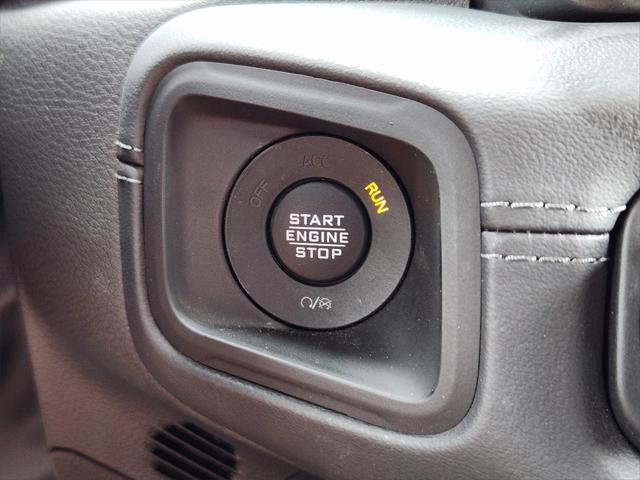 OFF
ACC
RUN
START
ENGINE
STOP